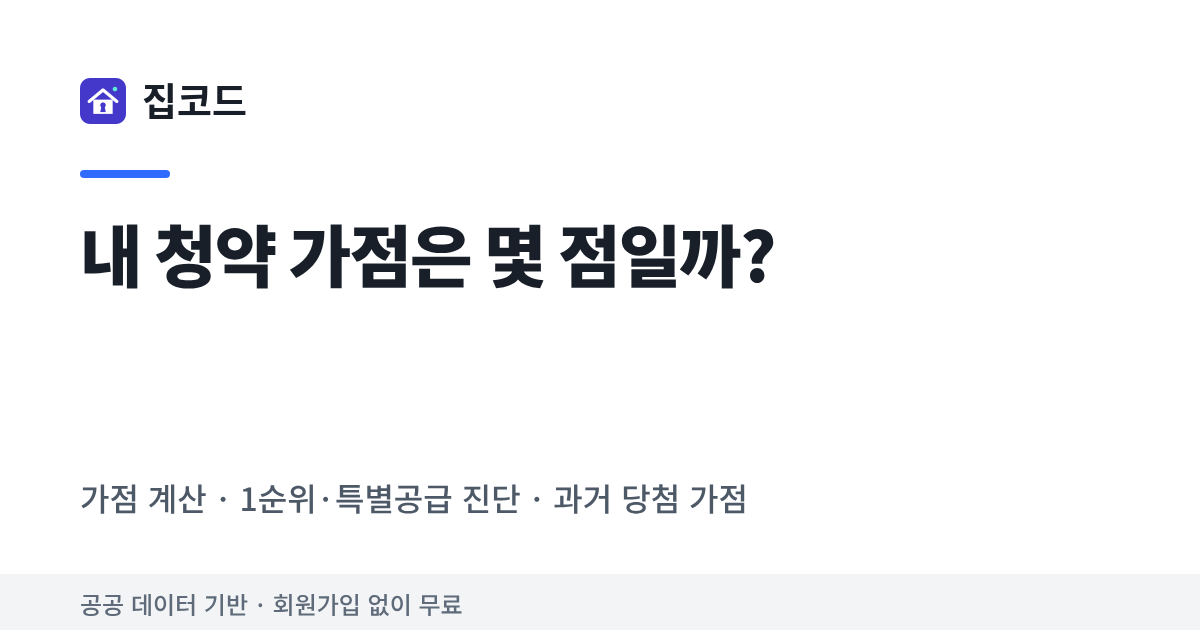 집코드
내 청약 가점은 몇 점일까?
가점 계산 · 1순위·특별공급 진단 · 과거 당첨 가점
공공 데이터 기반 · 회원가입 없이 무료